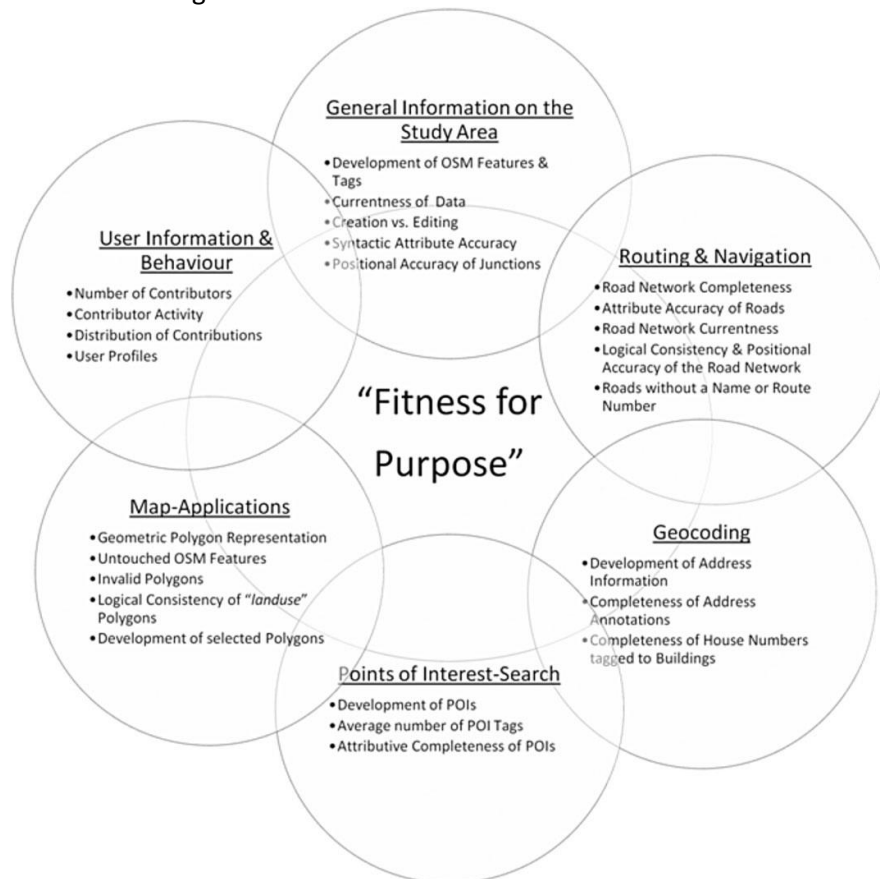 General Information on the
Study Area
•Development of OSM Features &
Tags
•Currentness of Data
•Creation vs. Editing
•Syntactic Attribute Accuracy
•Positional Accuracy of Junctions
User Information &
Behaviour
•Number of Contributors
•Contributor Activity
•Distribution of Contributions
•User Profiles
Routing & Navigation
•Road Network Completeness
•Attribute Accuracy of Roads
•Road Network Currentness
•Logical Consistency & Positional
Accuracy of the Road Network
•Roads without a Name or Route
Number
“Fitness for
Purpose”
Map-Applications
•Geometric Polygon Representation
•Untouched OSM Features
•Invalid Polygons
•Logical Consistency of “landuse”
Polygons
•Development of selected Polygons
Geocoding
•Development of Address
Information
•Completeness of Address
Annotations
•Completeness of House Numbers
tagged to Buildings
Points of Interest-Search
•Development of POIs
•Average number of POI Tags
•Attributive Completeness of POIs